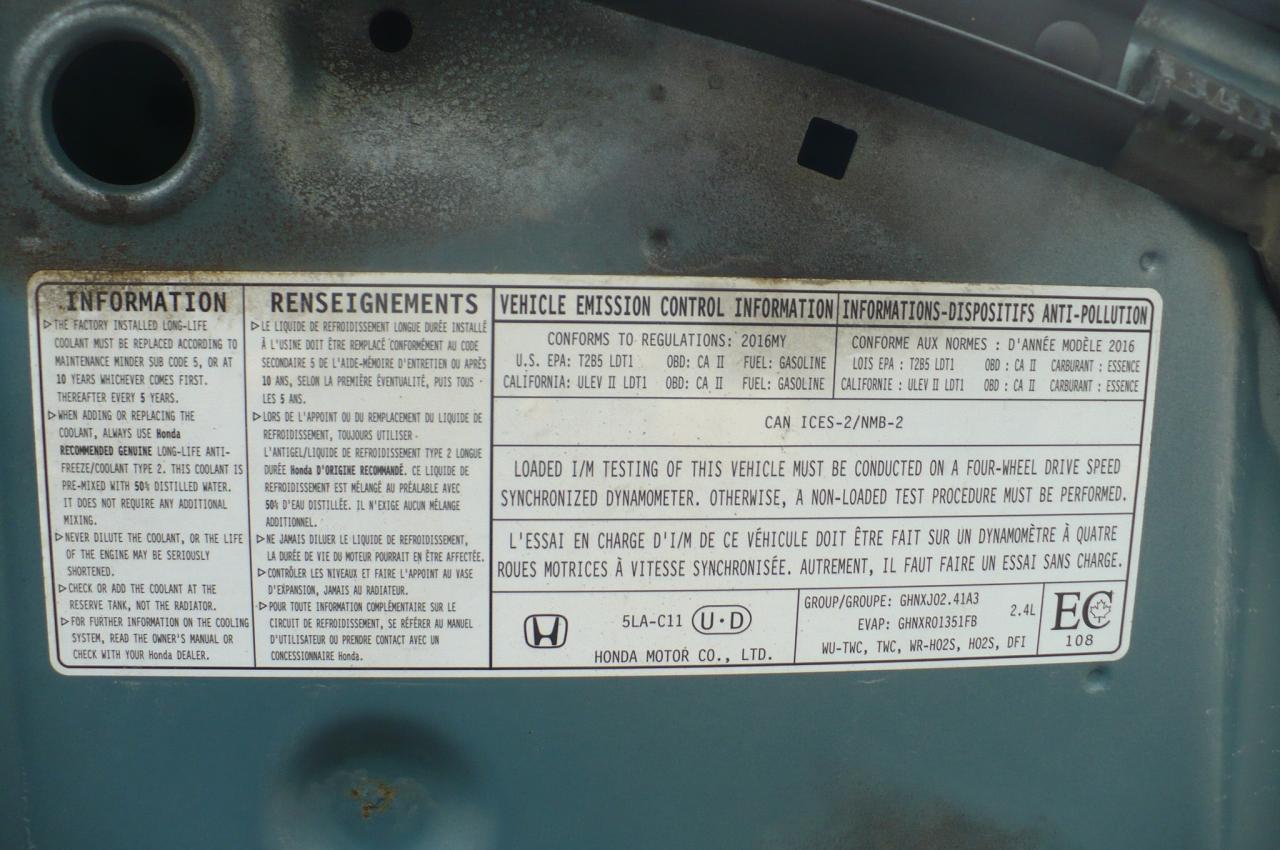 INFORMATION
▷THE FACTORY INSTALLED LONG-LIFE
COOLANT MUST BE REPLACED ACCORDING TO
MAINTENANCE MINDER SUB CODE 5, OR AT
10 YEARS WHICHEVER COMES FIRST.
THEREAFTER EVERY 5 YEARS.
▷WHEN ADDING OR REPLACING THE
COOLANT, ALWAYS USE Honda
RECOMMENDED GENUINE LONG-LIFE ANTI-
FREEZE/COOLANT TYPE 2. THIS COOLANT IS
PRE-MIXED WITH 50% DISTILLED WATER.
IT DOES NOT REQUIRE ANY ADDITIONAL
MIXING.
▷NEVER DILUTE THE COOLANT, OR THE LIFE
OF THE ENGINE MAY BE SERIOUSLY
SHORTENED.
▷CHECK OR ADD THE COOLANT AT THE
RESERVE TANK, NOT THE RADIATOR.
▷FOR FURTHER INFORMATION ON THE COOLING
SYSTEM, READ THE OWNER'S MANUAL OR
CHECK WITH YOUR Honda DEALER.
RENSEIGNEMENTS
▷LE LIQUIDE DE REFROIDISSEMENT LONGUE DURÉE INSTALLÉ
À L'USINE DOIT ÊTRE REMPLACÉ CONFORMÉMENT AU CODE
SECONDAIRE 5 DE L'AIDE-MÉMOIRE D'ENTRETIEN OU APRÈS
10 ANS, SELON LA PREMIÈRE ÉVENTUALITÉ, PUIS TOUS
LES 5 ANS.
▷LORS DE L'APPOINT OU DU REMPLACEMENT DU LIQUIDE DE
REFROIDISSEMENT, TOUJOURS UTILISER
L'ANTIGEL/LIQUIDE DE REFROIDISSEMENT TYPE 2 LONGUE
DURÉE Honda D'ORIGINE RECOMMANDÉ. CE LIQUIDE DE
REFROIDISSEMENT EST MÉLANGÉ AU PRÉALABLE AVEC
50% D'EAU DISTILLÉE. IL N'EXIGE AUCUN MÉLANGE
ADDITIONNEL.
▷NE JAMAIS DILUER LE LIQUIDE DE REFROIDISSEMENT,
LA DURÉE DE VIE DU MOTEUR POURRAIT EN ÊTRE AFFECTÉE.
▷CONTRÔLER LES NIVEAUX ET FAIRE L'APPOINT AU VASE
D'EXPANSION, JAMAIS AU RADIATEUR.
▷POUR TOUTE INFORMATION COMPLÉMENTAIRE SUR LE
CIRCUIT DE REFROIDISSEMENT, SE RÉFÉRER AU MANUEL
D'UTILISATEUR OU PRENDRE CONTACT AVEC UN
CONCESSIONNAIRE Honda.
VEHICLE EMISSION CONTROL INFORMATION
CONFORMS TO REGULATIONS: 2016MY
U.S. EPA: T2B5 LDT1 OBD: CA II FUEL: GASOLINE
CALIFORNIA: ULEV II LDT1 OBD: CA II FUEL: GASOLINE
INFORMATIONS-DISPOSITIFS ANTI-POLLUTION
CONFORME AUX NORMES : D'ANNÉE MODÈLE 2016
LOIS EPA : T2B5 LDT1 OBD : CA II CARBURANT : ESSENCE
CALIFORNIE : ULEV II LDT1 OBD : CA II CARBURANT : ESSENCE
CAN ICES-2/NMB-2
LOADED I/M TESTING OF THIS VEHICLE MUST BE CONDUCTED ON A FOUR-WHEEL DRIVE SPEED
SYNCHRONIZED DYNAMOMETER. OTHERWISE, A NON-LOADED TEST PROCEDURE MUST BE PERFORMED.
L'ESSAI EN CHARGE D'I/M DE CE VÉHICULE DOIT ÊTRE FAIT SUR UN DYNAMOMÈTRE À QUATRE
ROUES MOTRICES À VITESSE SYNCHRONISÉE. AUTREMENT, IL FAUT FAIRE UN ESSAI SANS CHARGE.
5LA-C11 U·D
HONDA MOTOR CO., LTD.
GROUP/GROUPE: GHNXJ02.41A3
EVAP: GHNXR01351FB 2.4L
WU-TWC, TWC, WR-HO2S, HO2S, DFI
EC
108